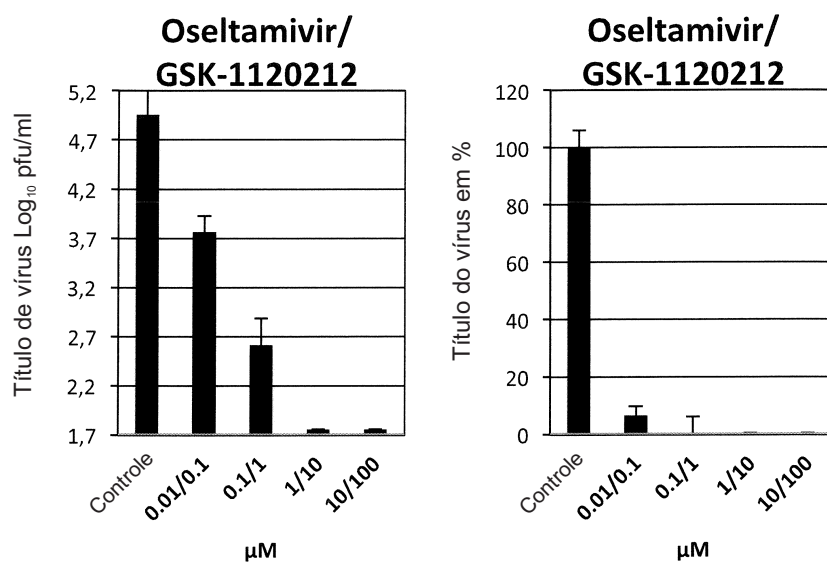 Oseltamivir/
GSK-1120212
Título de vírus Log₁₀ pfu/ml
5,2
4,7
4,2
3,7
3,2
2,7
2,2
1,7
Controle
0.01/0.1
0.1/1
1/10
10/100
µM
Oseltamivir/
GSK-1120212
Título do vírus em %
120
100
80
60
40
20
0
Controle
0.01/0.1
0.1/1
1/10
10/100
µM